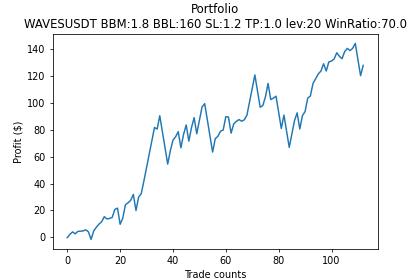 Portfolio
WAVESUSDT BBM:1.8 BBL:160 SL:1.2 TP:1.0 lev:20 WinRatio:70.0
140
120
100
80
60
40
20
0
Profit ($)
0 20 40 60 80 100
Trade counts